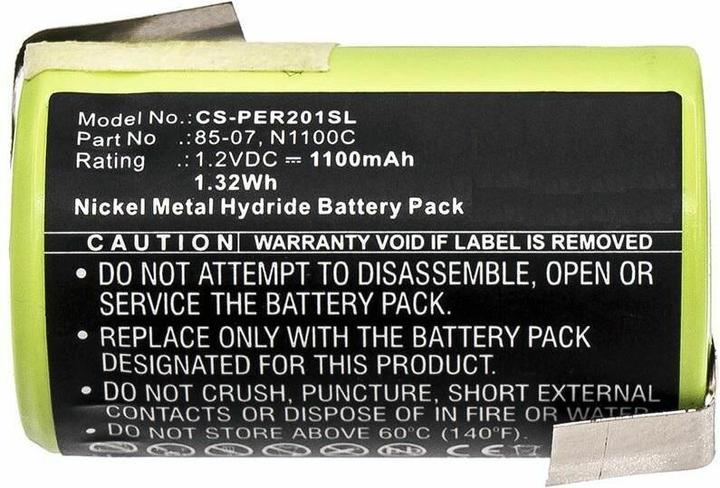 Model No.:CS-PER201SL
Part No .:85-07, N1100C
Rating .:1.2VDC ⎓ 1100mAh
1.32Wh
Nickel Metal Hydride Battery Pack
CAUTION WARRANTY VOID IF LABEL IS REMOVED
• DO NOT ATTEMPT TO DISASSEMBLE, OPEN OR
SERVICE THE BATTERY PACK.
• REPLACE ONLY WITH THE BATTERY PACK
DESIGNATED FOR THIS PRODUCT.
• DO NOT CRUSH, PUNCTURE, SHORT EXTERNAL
CONTACTS OR DISPOSE OF IN FIRE OR WATER
• DO NOT STORE ABOVE 60°C (140°F).
CE